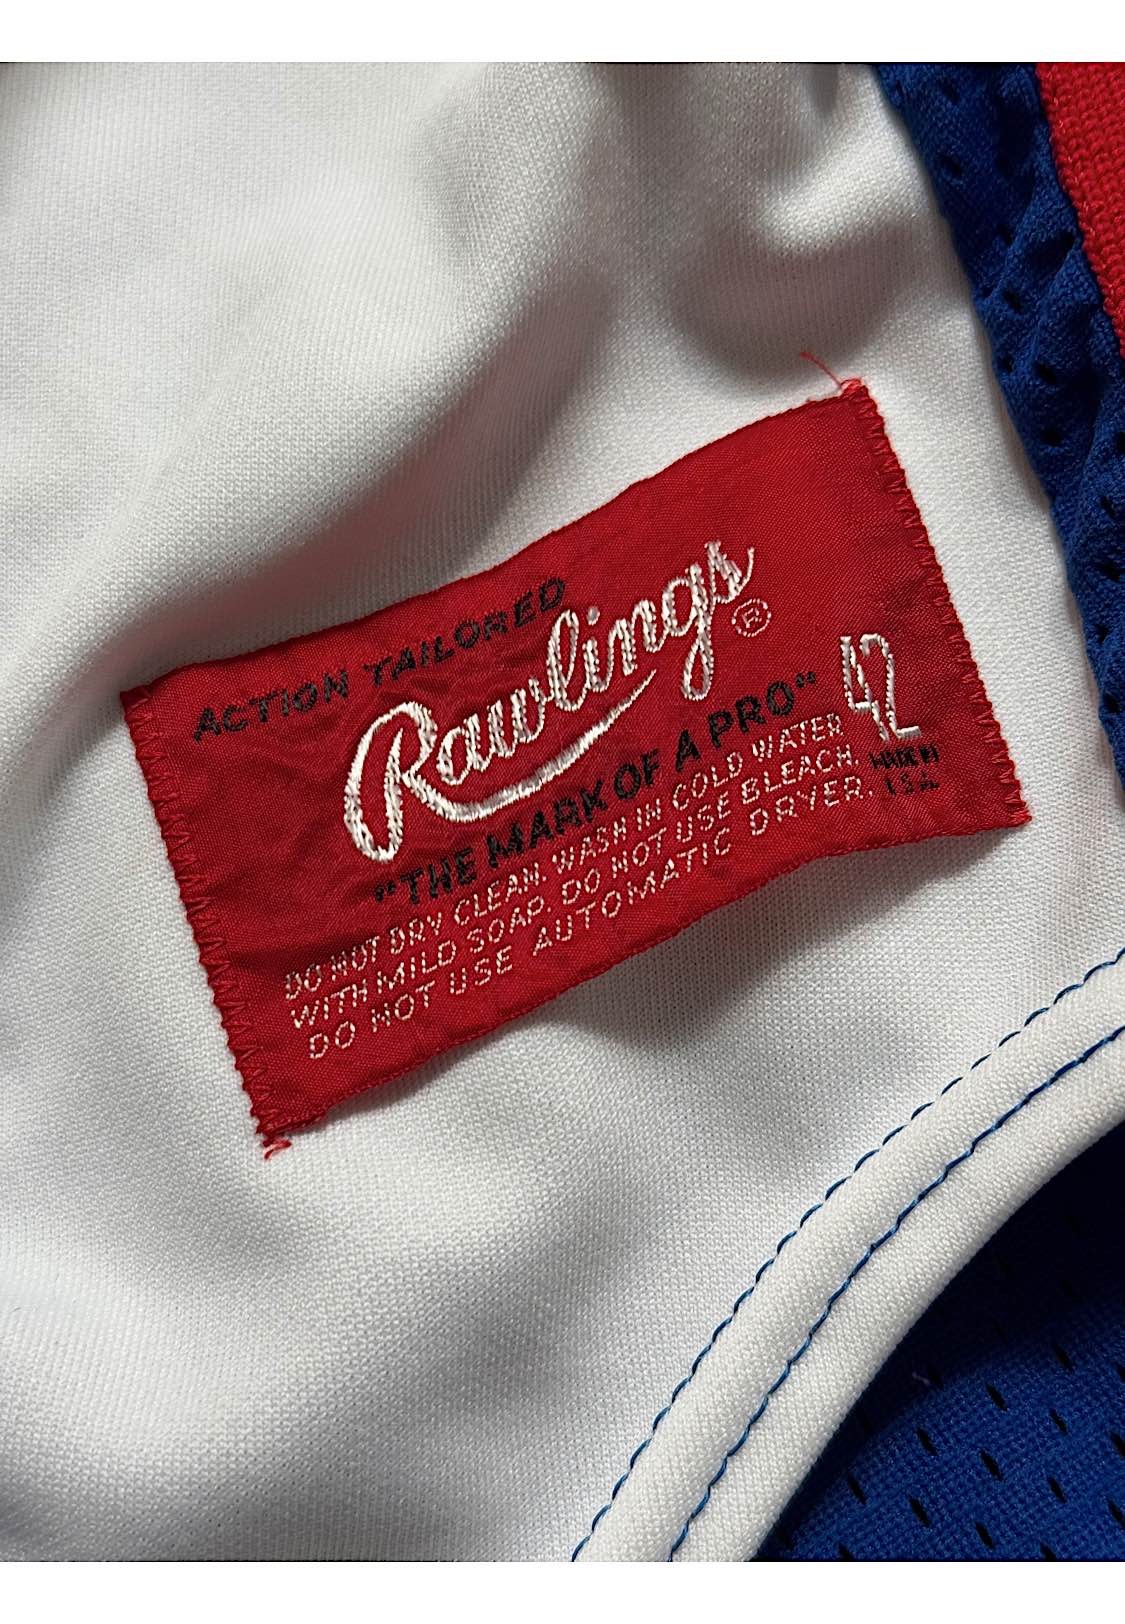 ACTION TAILORED
Rawlings ®
"THE MARK OF A PRO"
42
MADE IN
U.S.A.
DO NOT DRY CLEAN. WASH IN COLD WATER
WITH MILD SOAP. DO NOT USE BLEACH.
DO NOT USE AUTOMATIC DRYER.